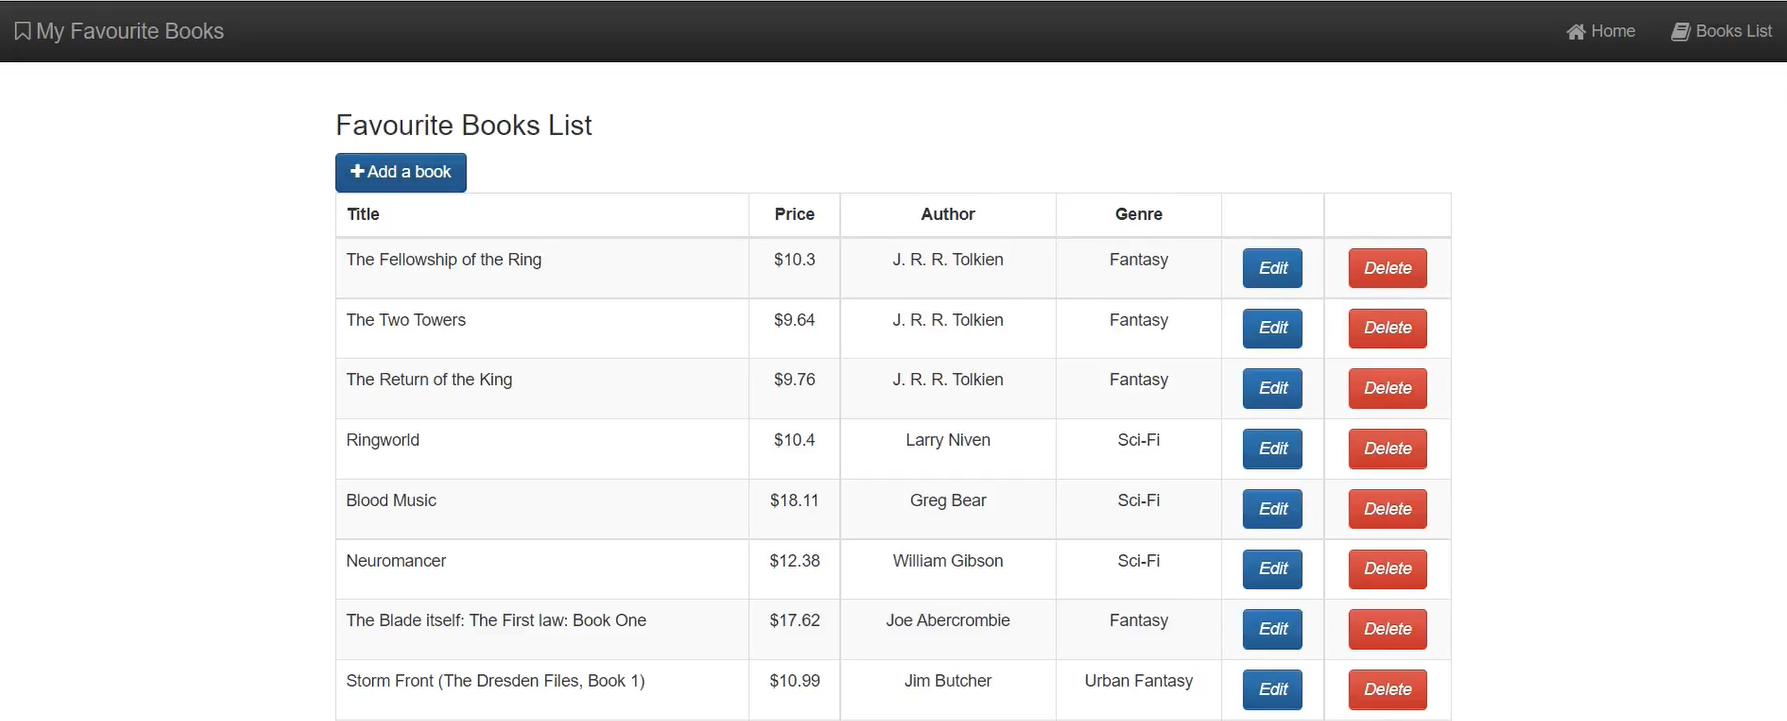 My Favourite Books Home Books List
Favourite Books List
Add a book
Title Price Author Genre
The Fellowship of the Ring $10.3 J. R. R. Tolkien Fantasy Edit Delete
The Two Towers $9.64 J. R. R. Tolkien Fantasy Edit Delete
The Return of the King $9.76 J. R. R. Tolkien Fantasy Edit Delete
Ringworld $10.4 Larry Niven Sci-Fi Edit Delete
Blood Music $18.11 Greg Bear Sci-Fi Edit Delete
Neuromancer $12.38 William Gibson Sci-Fi Edit Delete
The Blade itself: The First law: Book One $17.62 Joe Abercrombie Fantasy Edit Delete
Storm Front (The Dresden Files, Book 1) $10.99 Jim Butcher Urban Fantasy Edit Delete